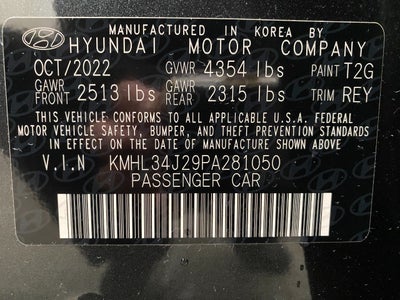 MANUFACTURED IN KOREA BY
HYUNDAI MOTOR COMPANY
OCT/2022 GVWR 4354 lbs PAINT T2G
GAWR FRONT 2513 lbs GAWR REAR 2315 lbs TRIM REY
THIS VEHICLE CONFORMS TO ALL APPLICABLE U.S.A. FEDERAL
MOTOR VEHICLE SAFETY, BUMPER, AND THEFT PREVENTION STANDARDS
IN EFFECT ON THE DATE OF MANUFACTURE SHOWN ABOVE.
V.I.N KMHL34J29PA281050
PASSENGER CAR